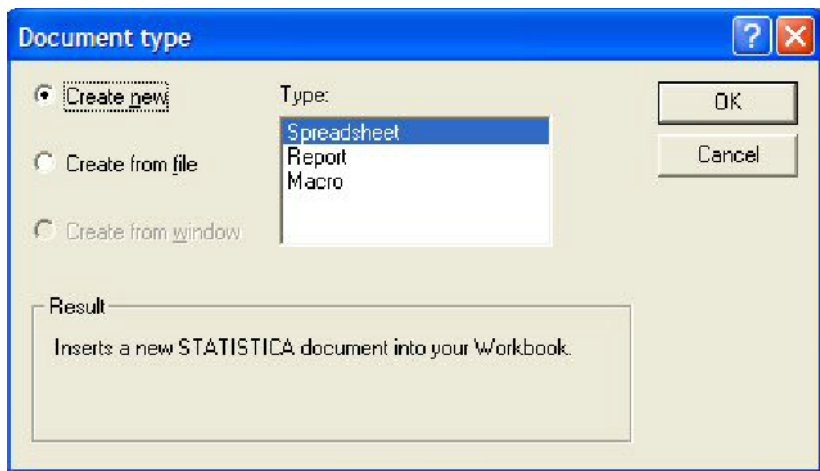 Document type
Create new
Type:
OK
Spreadsheet
Create from file
Report
Cancel
Macro
Create from window
Result
Inserts a new STATISTICA document into your Workbook.